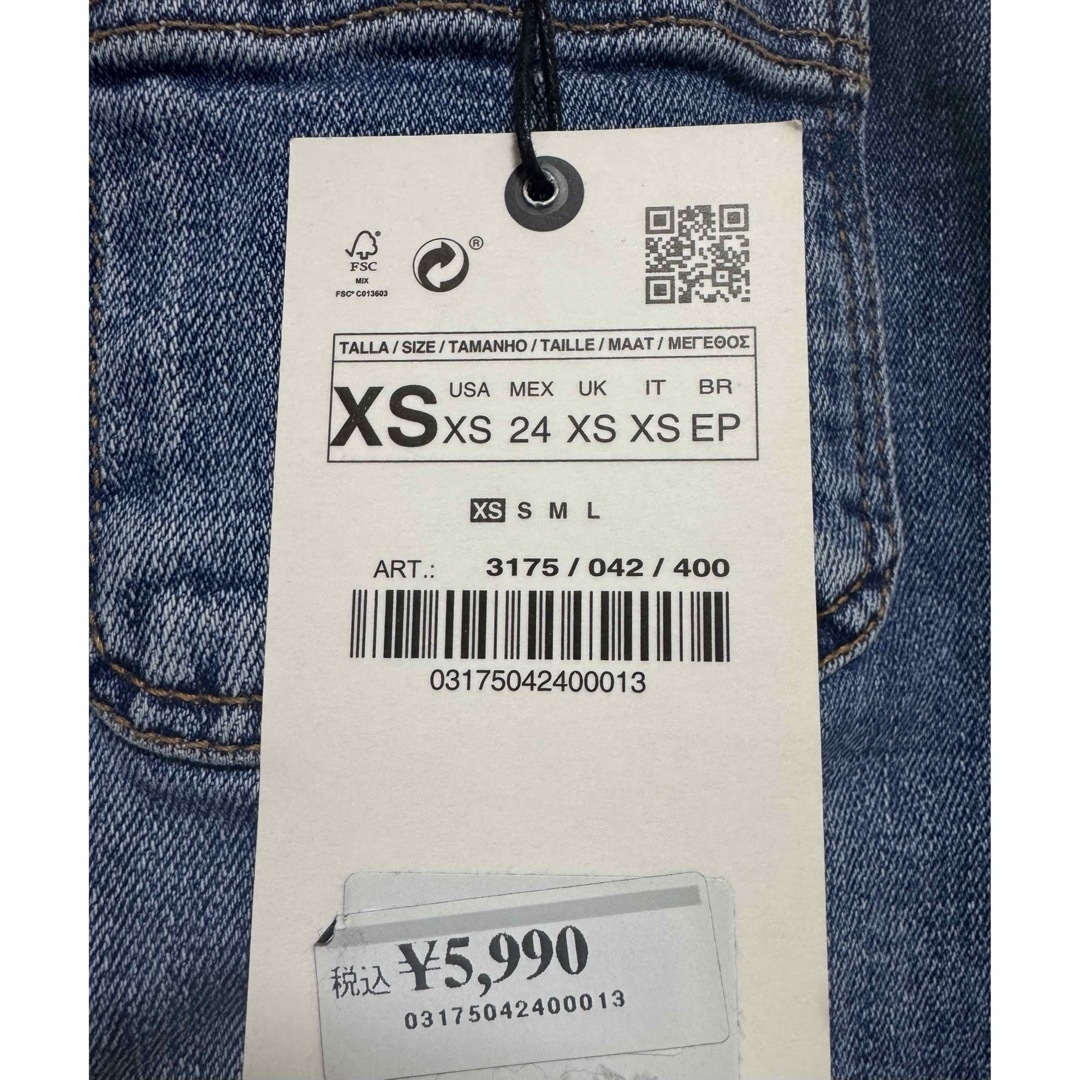 FSC
MIX
FSC® C013603
®
TALLA / SIZE / TAMANHO / TAILLE / MAAT / ΜΕΓΕΘΟΣ
XS
USA MEX UK IT BR
XS 24 XS XS EP
XS S M L
ART.: 3175 / 042 / 400
03175042400013
税込 ¥5,990
03175042400013